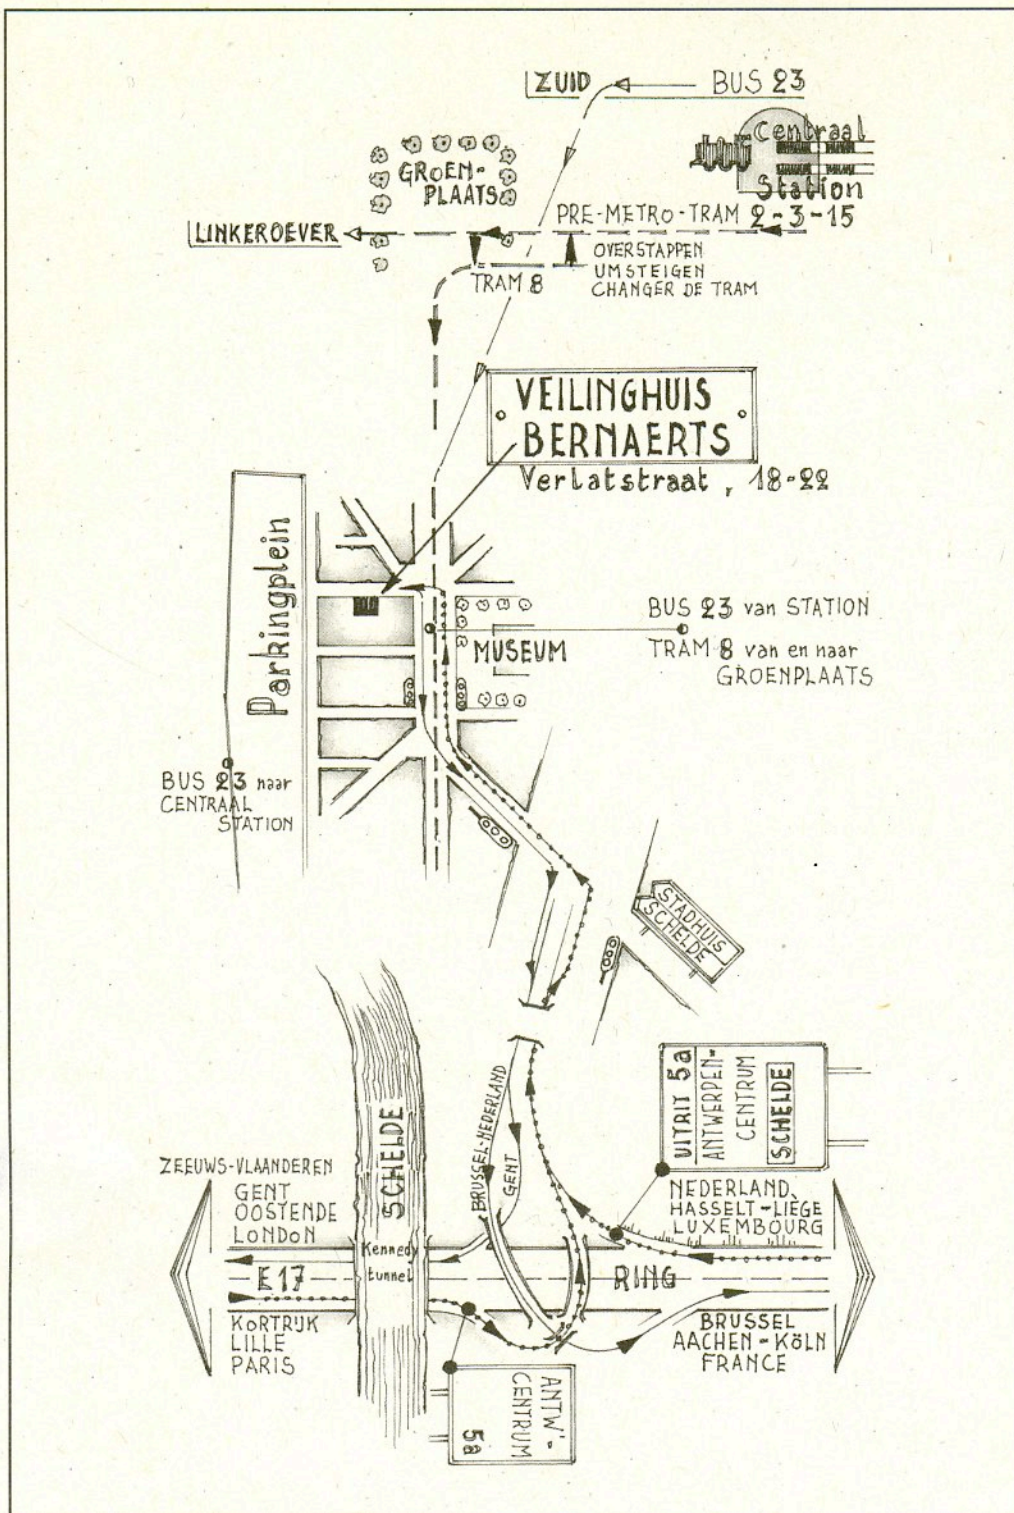 ZUID
BUS 23
Centraal
Station
GROEN-
PLAATS
PRE-METRO-TRAM 2-3-15
LINKEROEVER
OVERSTAPPEN
UMSTEIGEN
CHANGER DE TRAM
TRAM 8
VEILINGHUIS
BERNAERTS
Verlatstraat, 18-22
Parkingplein
BUS 23 van STATION
MUSEUM
TRAM 8 van en naar
GROENPLAATS
BUS 23 naar
CENTRAAL
STATION
STADHUIS
SCHELDE
UITRIT 5a
ANTWERPEN-
CENTRUM
SCHELDE
SCHELDE
BRUSSEL-NEDERLAND
GENT
ZEEUWS-VLAANDEREN
GENT
OOSTENDE
LONDON
NEDERLAND,
HASSELT-LIÈGE
LUXEMBOURG
Kennedy
tunnel
E17
RING
KORTRIJK
LILLE
PARIS
BRUSSEL
AACHEN-KÖLN
FRANCE
ANTW'-
CENTRUM
5a